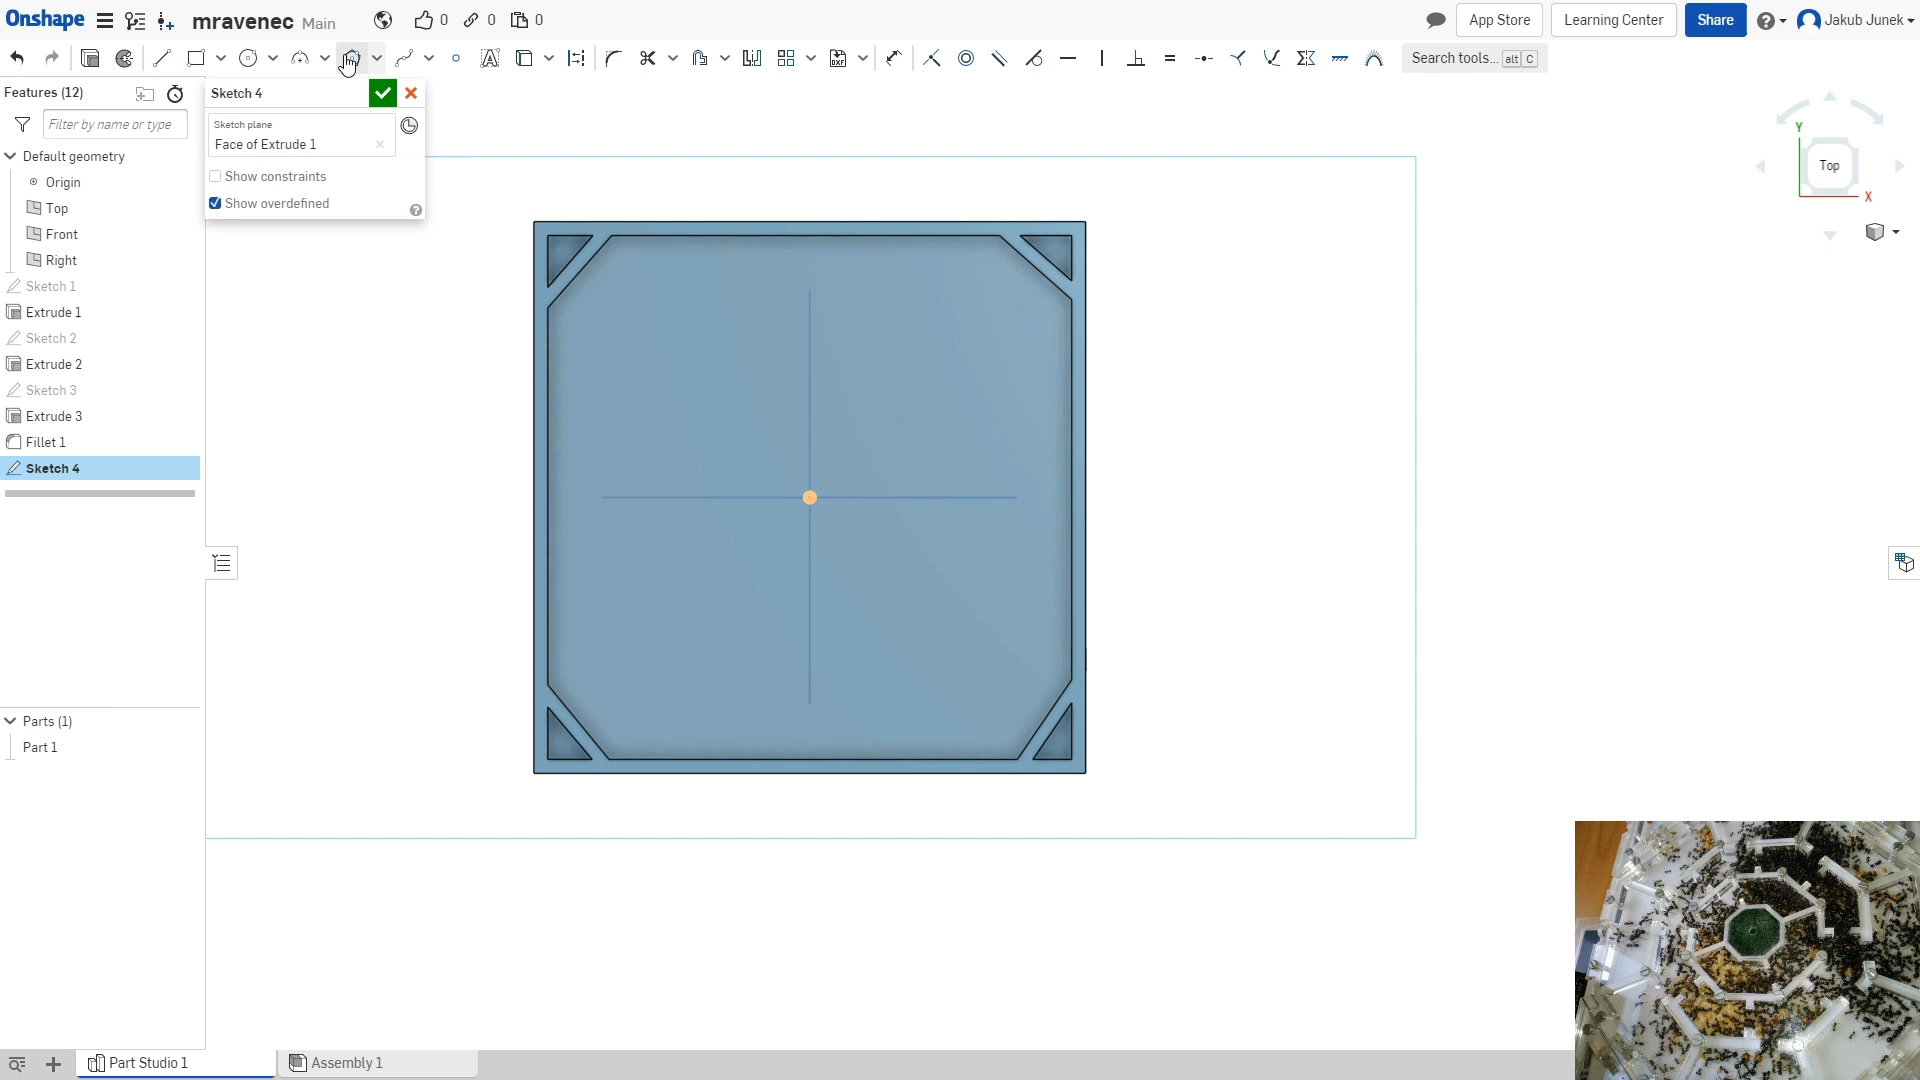 Onshape mravenec Main 0 0 0 App Store Learning Center Share Jakub Junek
Search tools... alt C
Features (12)
Filter by name or type
Default geometry
Origin
Top
Front
Right
Sketch 1
Extrude 1
Sketch 2
Extrude 2
Sketch 3
Extrude 3
Fillet 1
Sketch 4
Parts (1)
Part 1
Sketch 4
Sketch plane
Face of Extrude 1
Show constraints
Show overdefined
Y
Top
X
Part Studio 1 Assembly 1